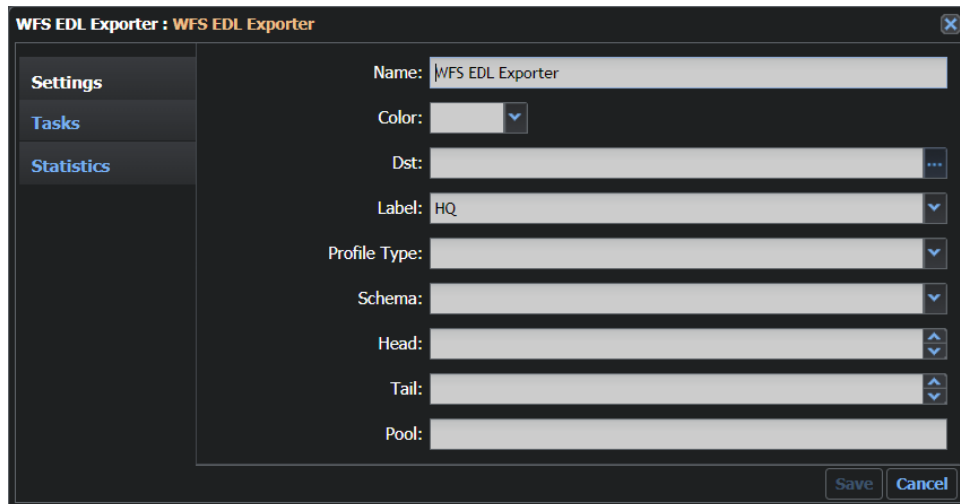 WFS EDL Exporter : WFS EDL Exporter
Settings
Tasks
Statistics
Name: WFS EDL Exporter
Color:
Dst: ...
Label: HQ
Profile Type:
Schema:
Head:
Tail:
Pool:
Save Cancel